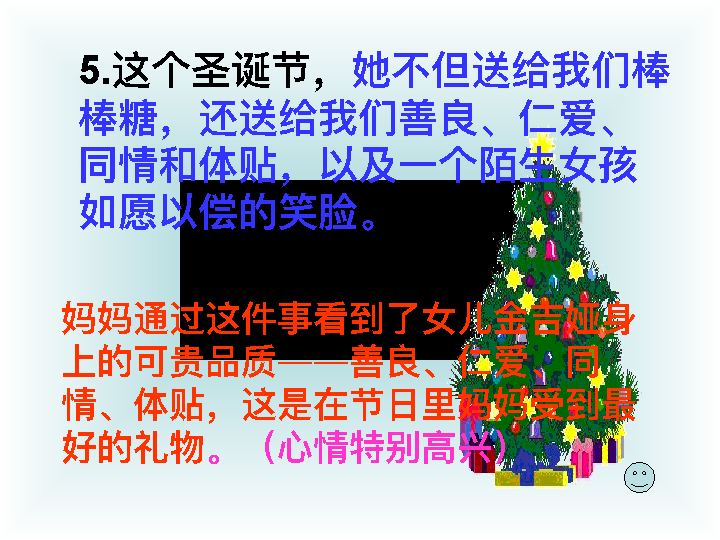 5.这个圣诞节，她不但送给我们棒
棒糖，还送给我们善良、仁爱、
同情和体贴，以及一个陌生女孩
如愿以偿的笑脸。
妈妈通过这件事看到了女儿金吉娅身
上的可贵品质——善良、仁爱、同
情、体贴，这是在节日里妈妈受到最
好的礼物。（心情特别高兴）